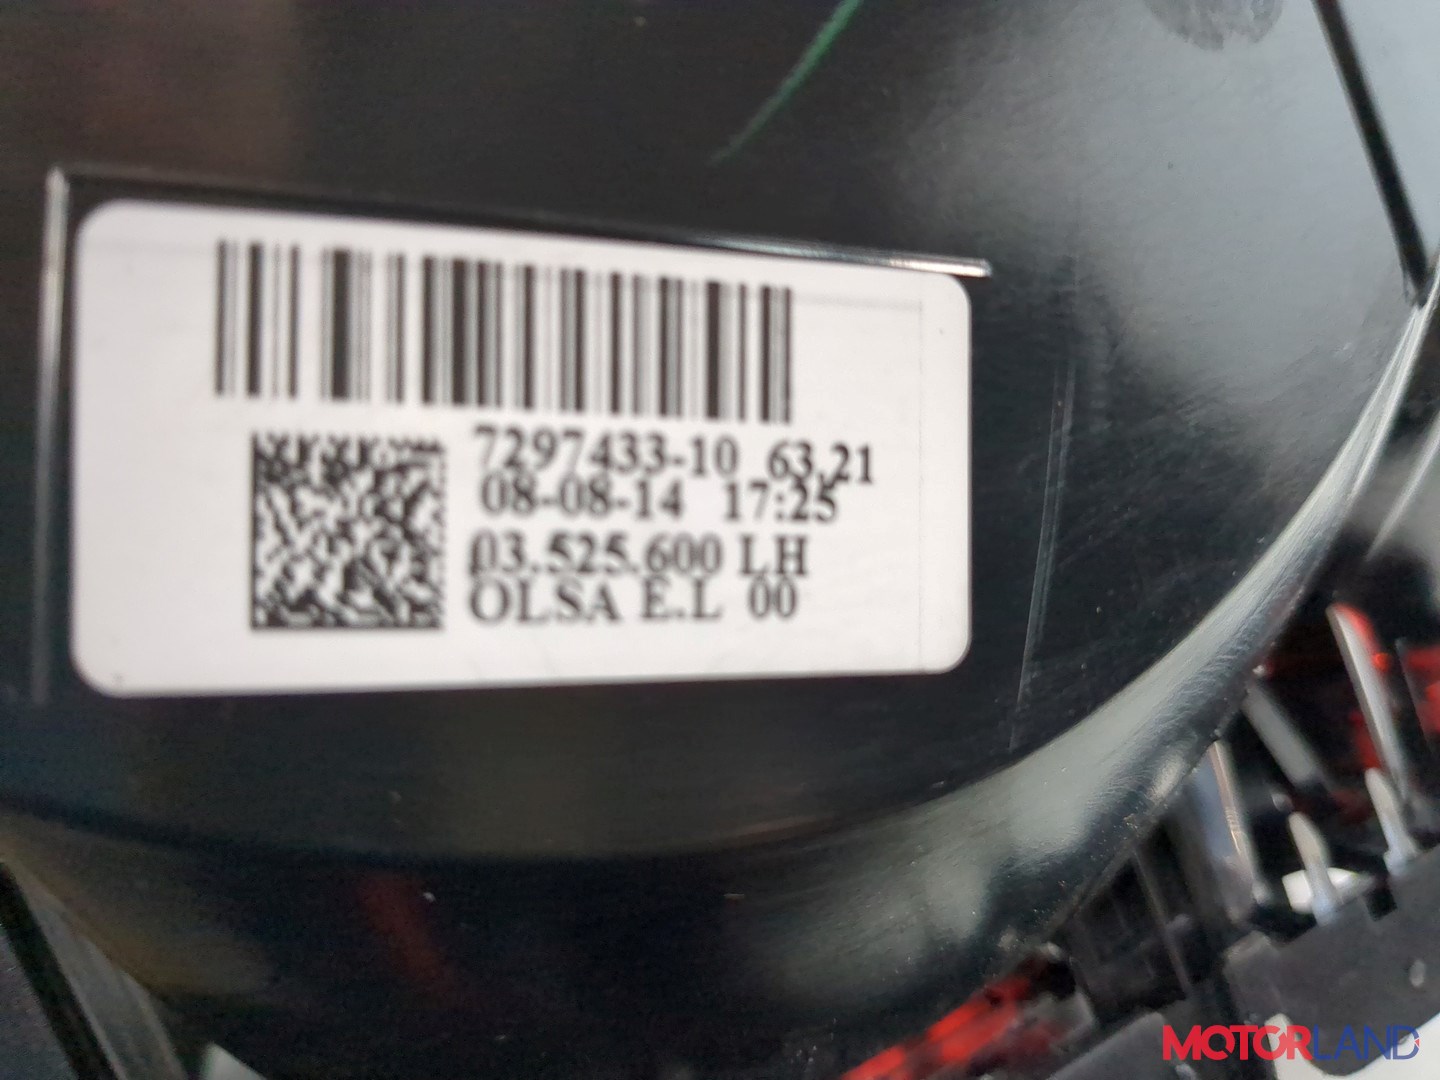 7297433-10 63.21
08-08-14 17:25
03.525.600 LH
OLSA E.L 00
MOTORLAND